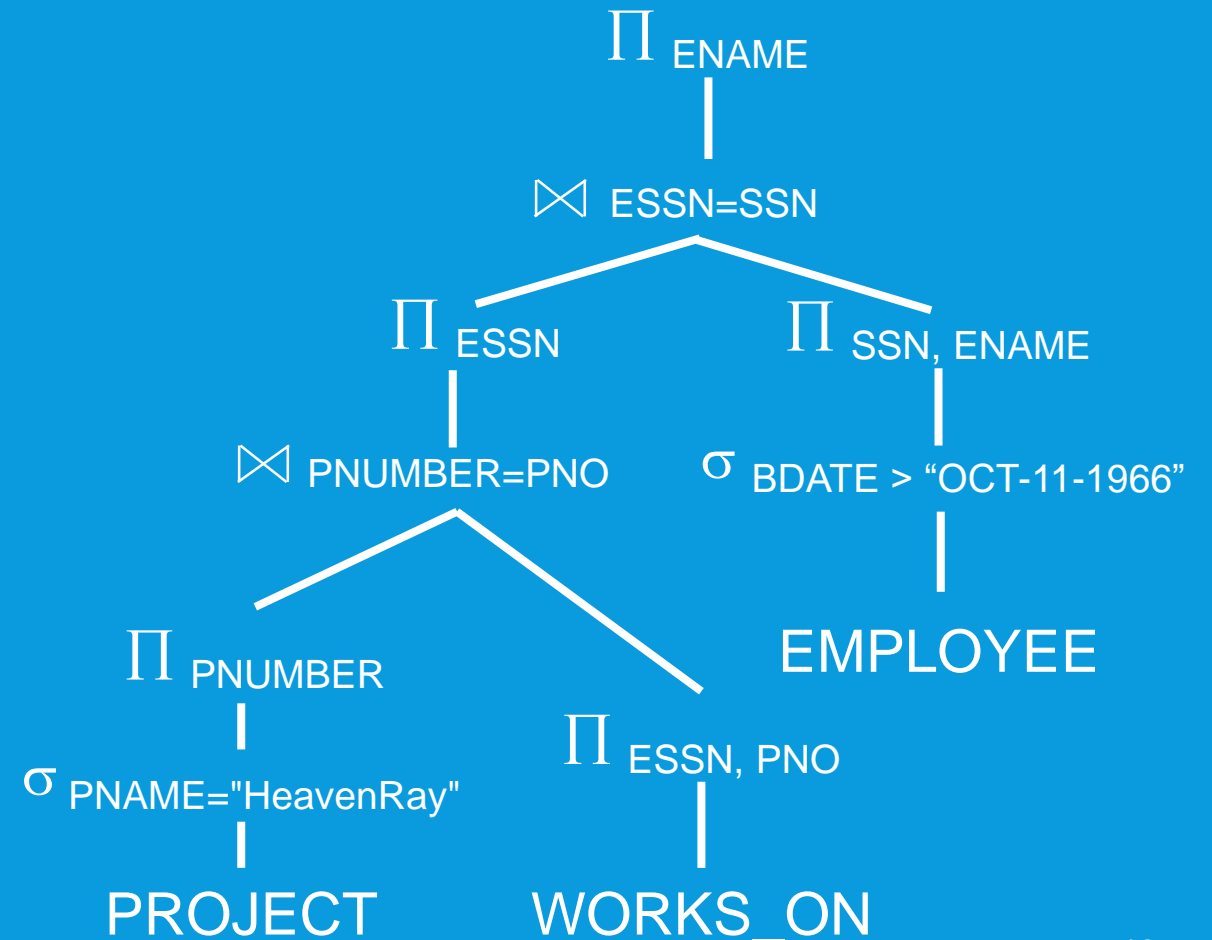 ∏ ENAME
⋈ ESSN=SSN
∏ ESSN
∏ SSN, ENAME
⋈ PNUMBER=PNO
σ BDATE > “OCT-11-1966”
EMPLOYEE
∏ PNUMBER
∏ ESSN, PNO
σ PNAME="HeavenRay"
PROJECT
WORKS_ON